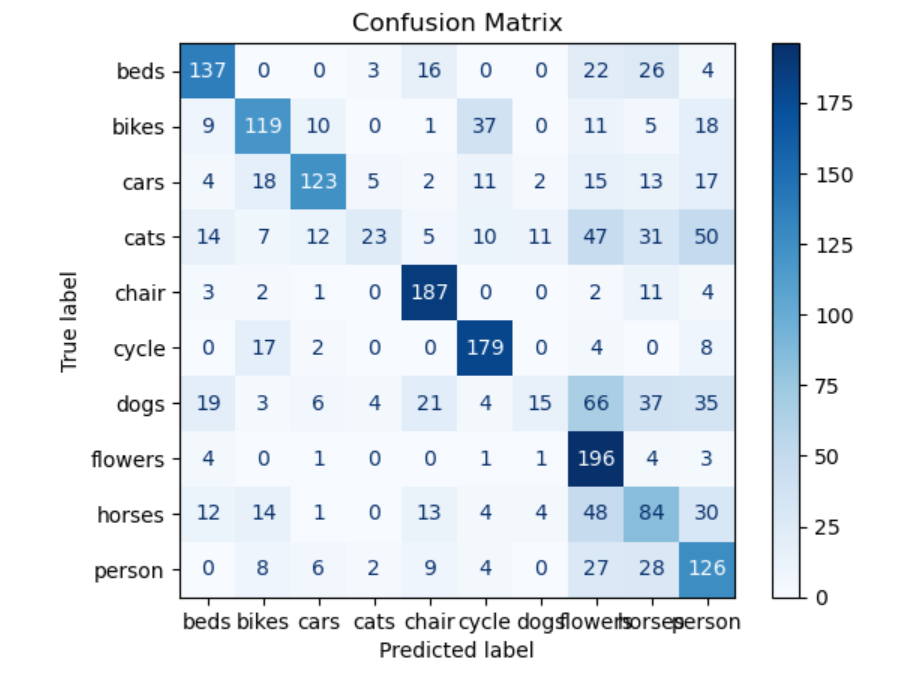 Confusion Matrix
beds 137 0 0 3 16 0 0 22 26 4
bikes 9 119 10 0 1 37 0 11 5 18
cars 4 18 123 5 2 11 2 15 13 17
cats 14 7 12 23 5 10 11 47 31 50
chair 3 2 1 0 187 0 0 2 11 4
cycle 0 17 2 0 0 179 0 4 0 8
dogs 19 3 6 4 21 4 15 66 37 35
flowers 4 0 1 0 0 1 1 196 4 3
horses 12 14 1 0 13 4 4 48 84 30
person 0 8 6 2 9 4 0 27 28 126
beds bikes cars cats chair cycle dogs flowers horses person
Predicted label
True label
175
150
125
100
75
50
25
0